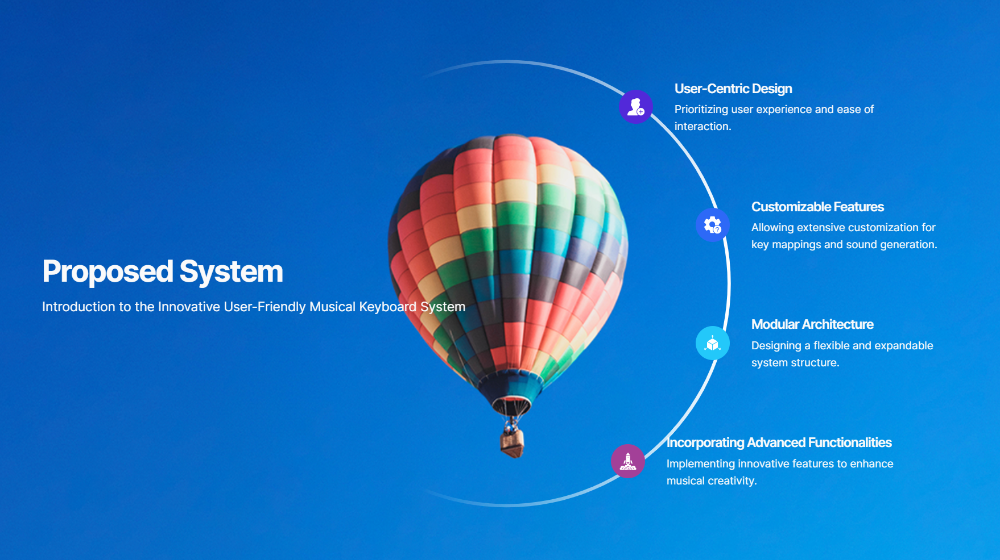 Proposed System
Introduction to the Innovative User-Friendly Musical Keyboard System
User-Centric Design
Prioritizing user experience and ease of
interaction.
Customizable Features
Allowing extensive customization for
key mappings and sound generation.
Modular Architecture
Designing a flexible and expandable
system structure.
Incorporating Advanced Functionalities
Implementing innovative features to enhance
musical creativity.